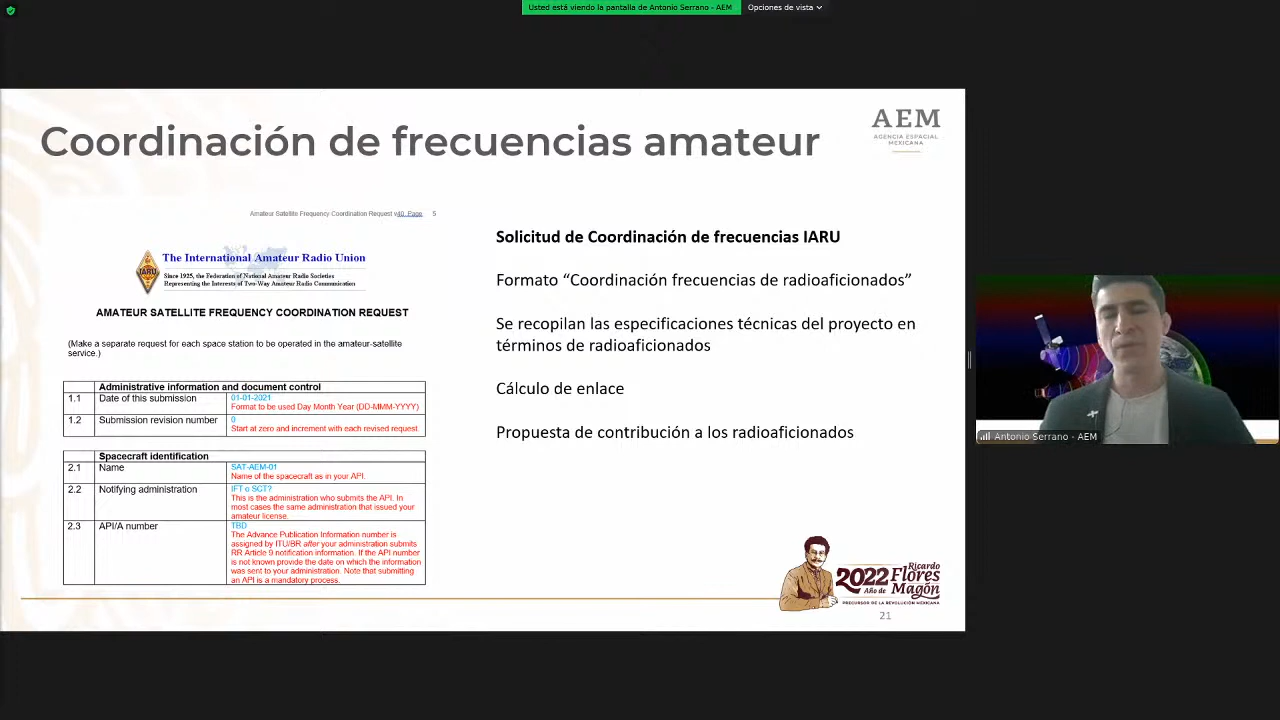 Usted está viendo la pantalla de Antonio Serrano - AEM
Opciones de vista
Coordinación de frecuencias amateur
AEM
AGENCIA ESPACIAL
MEXICANA
Amateur Satellite Frequency Coordination Request v40, Page 5
IARU
The International Amateur Radio Union
Since 1925, the Federation of National Amateur Radio Societies
Representing the Interests of Two-Way Amateur Radio Communication
AMATEUR SATELLITE FREQUENCY COORDINATION REQUEST
(Make a separate request for each space station to be operated in the amateur-satellite
service.)
Administrative information and document control
1.1 Date of this submission 01-01-2021
Format to be used Day Month Year (DD-MMM-YYYY)
1.2 Submission revision number 0
Start at zero and increment with each revised request
Spacecraft identification
2.1 Name SAT-AEM-01
Name of the spacecraft as in your API.
2.2 Notifying administration IFT o SCT?
This is the administration who submits the API. In
most cases the same administration that issued your
amateur license.
2.3 API/A number TBD
The Advance Publication Information number is
assigned by ITU/BR after your administration submits
RR Article 9 notification information. If the API number
is not known provide the date on which the information
was sent to your administration. Note that submitting
an API is a mandatory process.
Solicitud de Coordinación de frecuencias IARU
Formato “Coordinación frecuencias de radioaficionados”
Se recopilan las especificaciones técnicas del proyecto en
términos de radioaficionados
Cálculo de enlace
Propuesta de contribución a los radioaficionados
2022 Ricardo
Flores
Año de Magón
PRECURSOR DE LA REVOLUCIÓN MEXICANA
21
Antonio Serrano - AEM